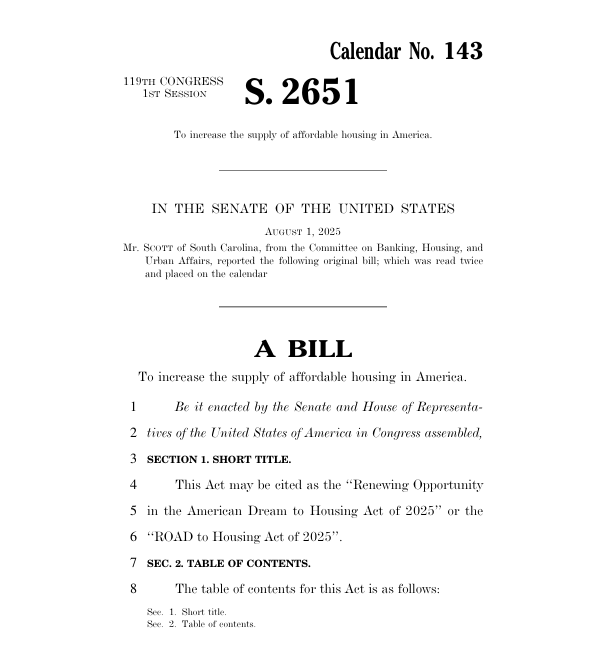 Calendar No. 143
119TH CONGRESS
1ST SESSION
S. 2651
To increase the supply of affordable housing in America.
IN THE SENATE OF THE UNITED STATES
AUGUST 1, 2025
Mr. SCOTT of South Carolina, from the Committee on Banking, Housing, and
Urban Affairs, reported the following original bill; which was read twice
and placed on the calendar
A BILL
To increase the supply of affordable housing in America.
1 Be it enacted by the Senate and House of Representa-
2 tives of the United States of America in Congress assembled,
3 SECTION 1. SHORT TITLE.
4 This Act may be cited as the ‘‘Renewing Opportunity
5 in the American Dream to Housing Act of 2025’’ or the
6 ‘‘ROAD to Housing Act of 2025’’.
7 SEC. 2. TABLE OF CONTENTS.
8 The table of contents for this Act is as follows:
Sec. 1. Short title.
Sec. 2. Table of contents.